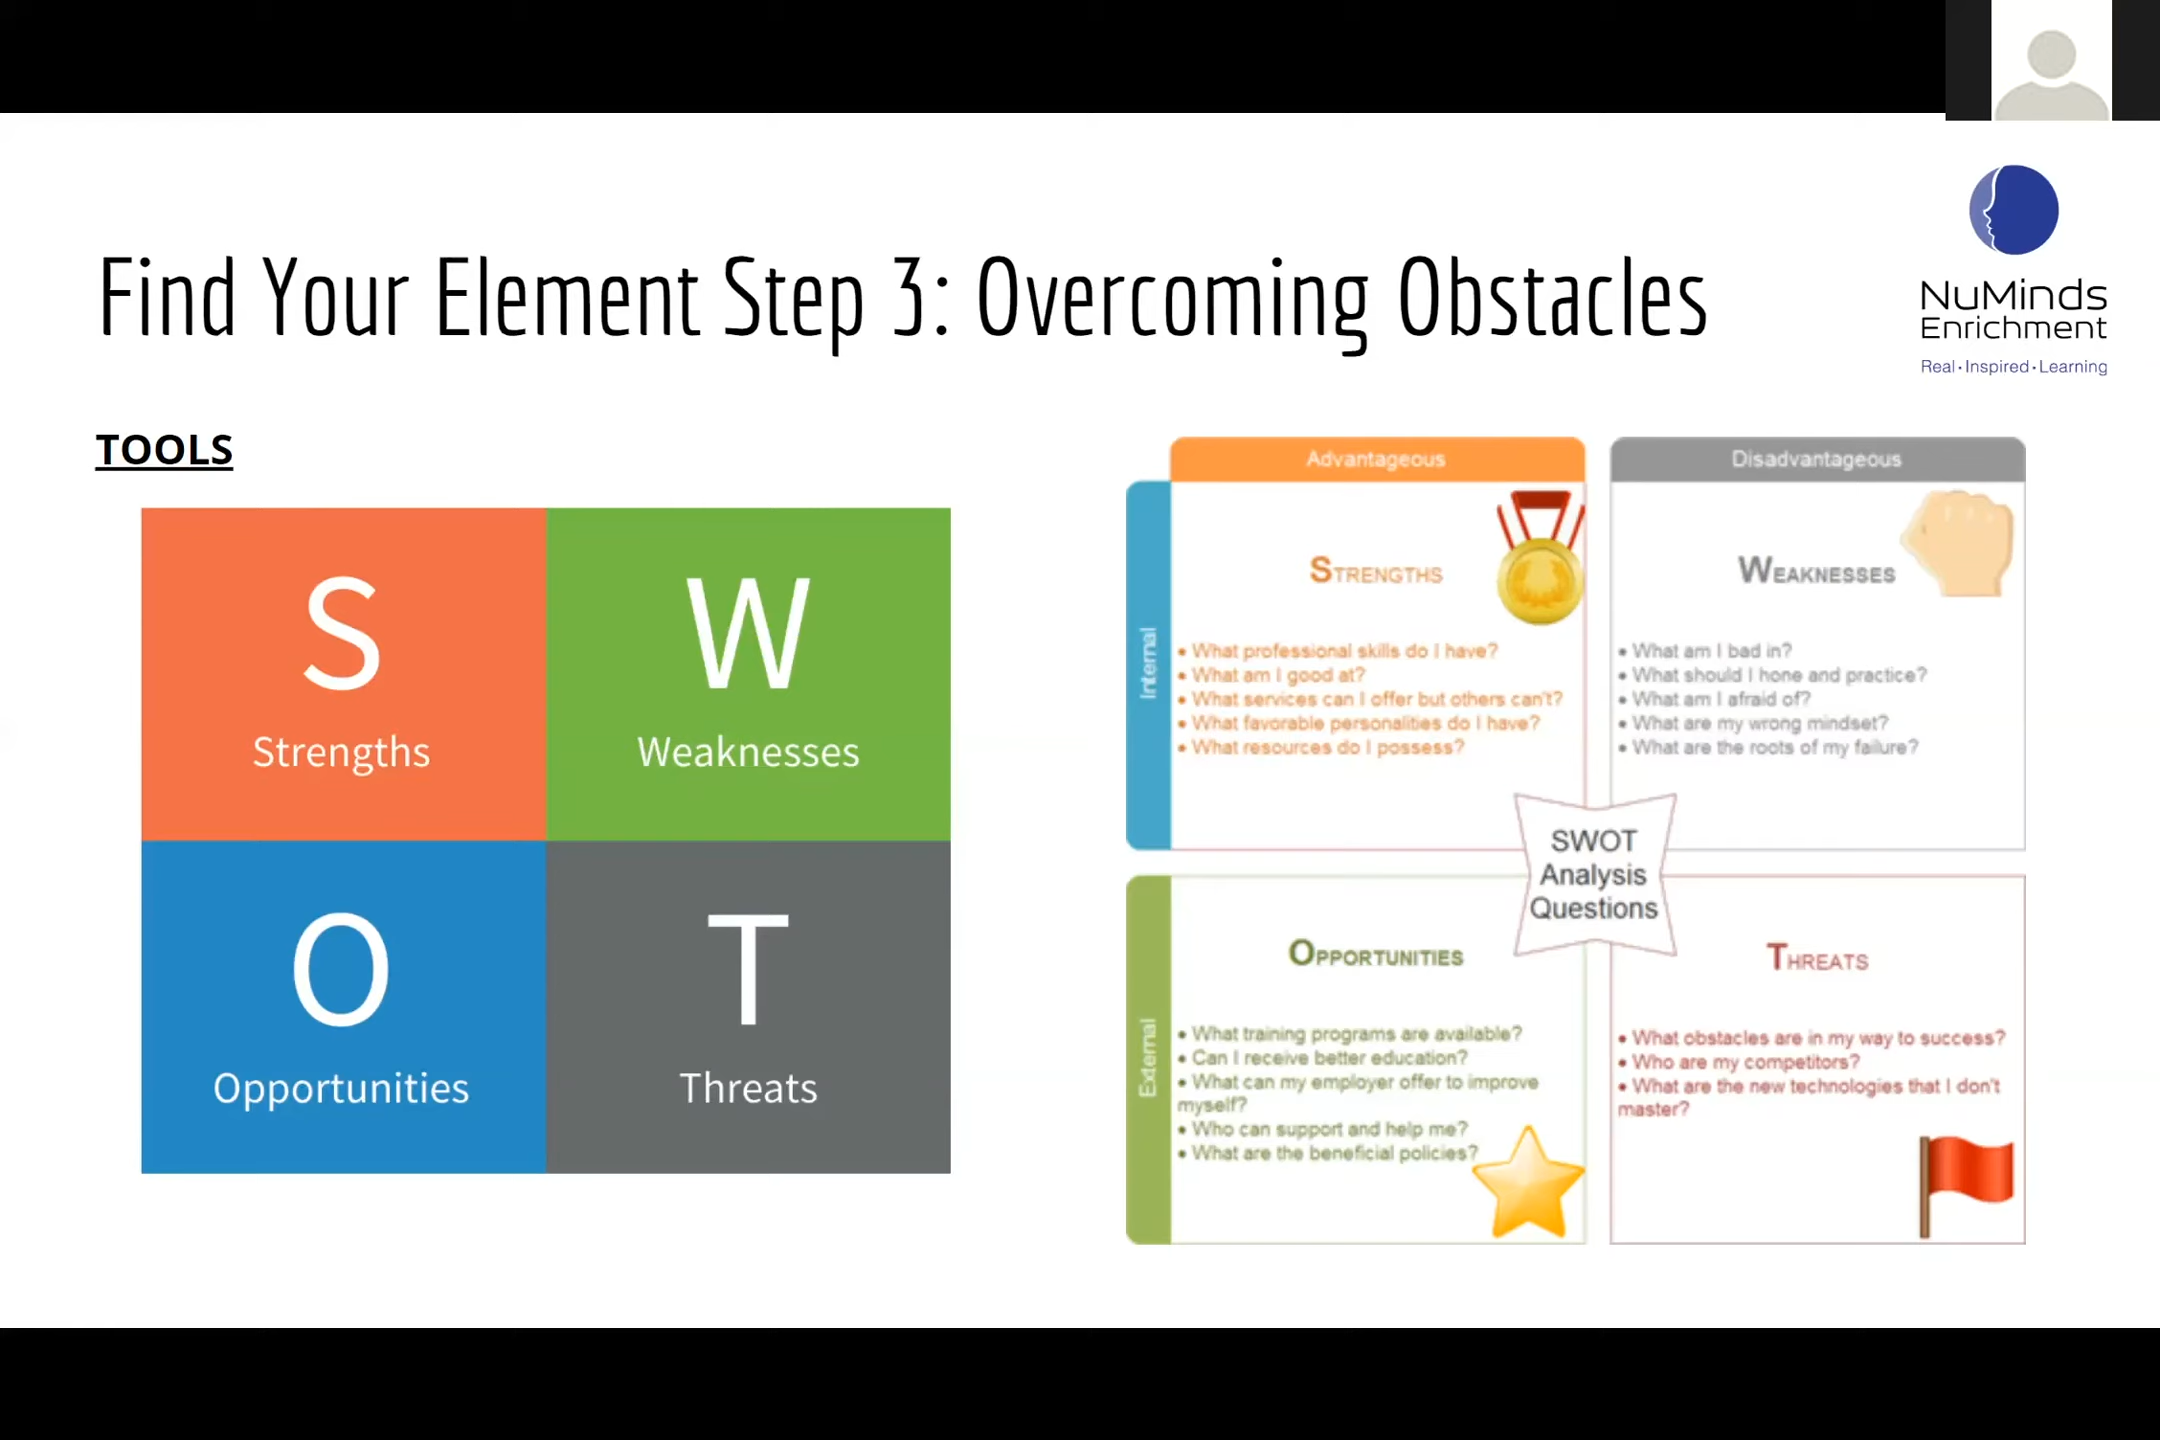 Find Your Element Step 3: Overcoming Obstacles
NuMinds
Enrichment
Real·Inspired·Learning
TOOLS
S
Strengths
W
Weaknesses
O
Opportunities
T
Threats
Advantageous
Disadvantageous
Internal
STRENGTHS
• What professional skills do I have?
• What am I good at?
• What services can I offer but others can't?
• What favorable personalities do I have?
• What resources do I possess?
WEAKNESSES
• What am I bad in?
• What should I hone and practice?
• What am I afraid of?
• What are my wrong mindset?
• What are the roots of my failure?
SWOT
Analysis
Questions
External
OPPORTUNITIES
• What training programs are available?
• Can I receive better education?
• What can my employer offer to improve
myself?
• Who can support and help me?
• What are the beneficial policies?
THREATS
• What obstacles are in my way to success?
• Who are my competitors?
• What are the new technologies that I don't
master?